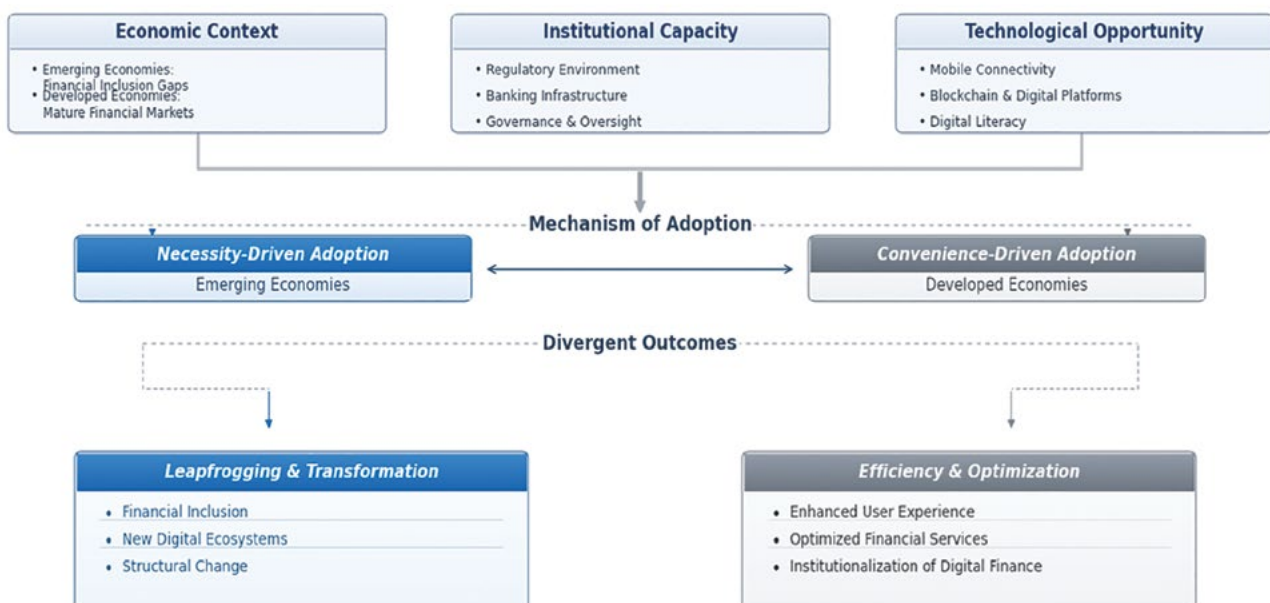 Economic Context
• Emerging Economies:
Financial Inclusion Gaps
• Developed Economies:
Mature Financial Markets
Institutional Capacity
• Regulatory Environment
• Banking Infrastructure
• Governance & Oversight
Technological Opportunity
• Mobile Connectivity
• Blockchain & Digital Platforms
• Digital Literacy
Mechanism of Adoption
Necessity-Driven Adoption
Emerging Economies
Convenience-Driven Adoption
Developed Economies
Divergent Outcomes
Leapfrogging & Transformation
• Financial Inclusion
• New Digital Ecosystems
• Structural Change
Efficiency & Optimization
• Enhanced User Experience
• Optimized Financial Services
• Institutionalization of Digital Finance